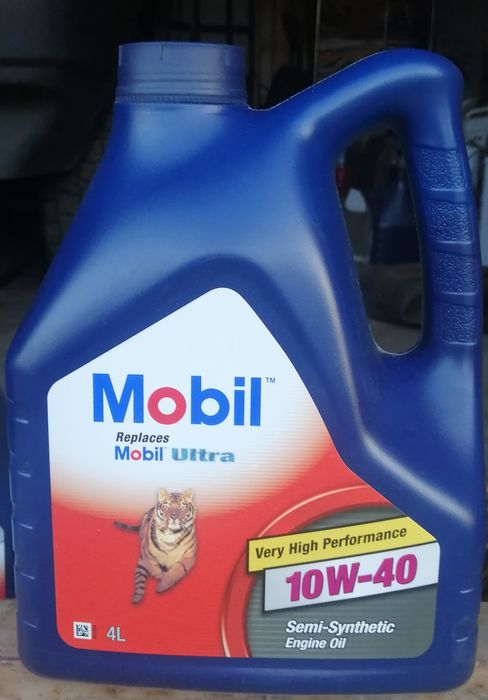 Mobil™
Replaces
Mobil Ultra
Very High Performance
10W-40
Semi-Synthetic
Engine Oil
4L